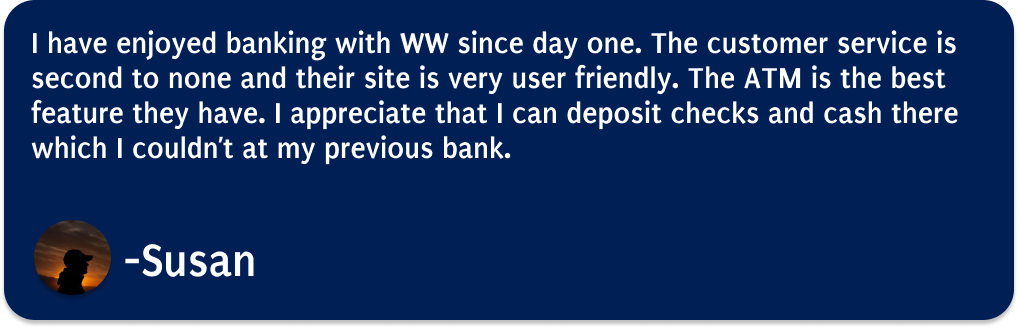 I have enjoyed banking with WW since day one. The customer service is
second to none and their site is very user friendly. The ATM is the best
feature they have. I appreciate that I can deposit checks and cash there
which I couldn't at my previous bank.
-Susan